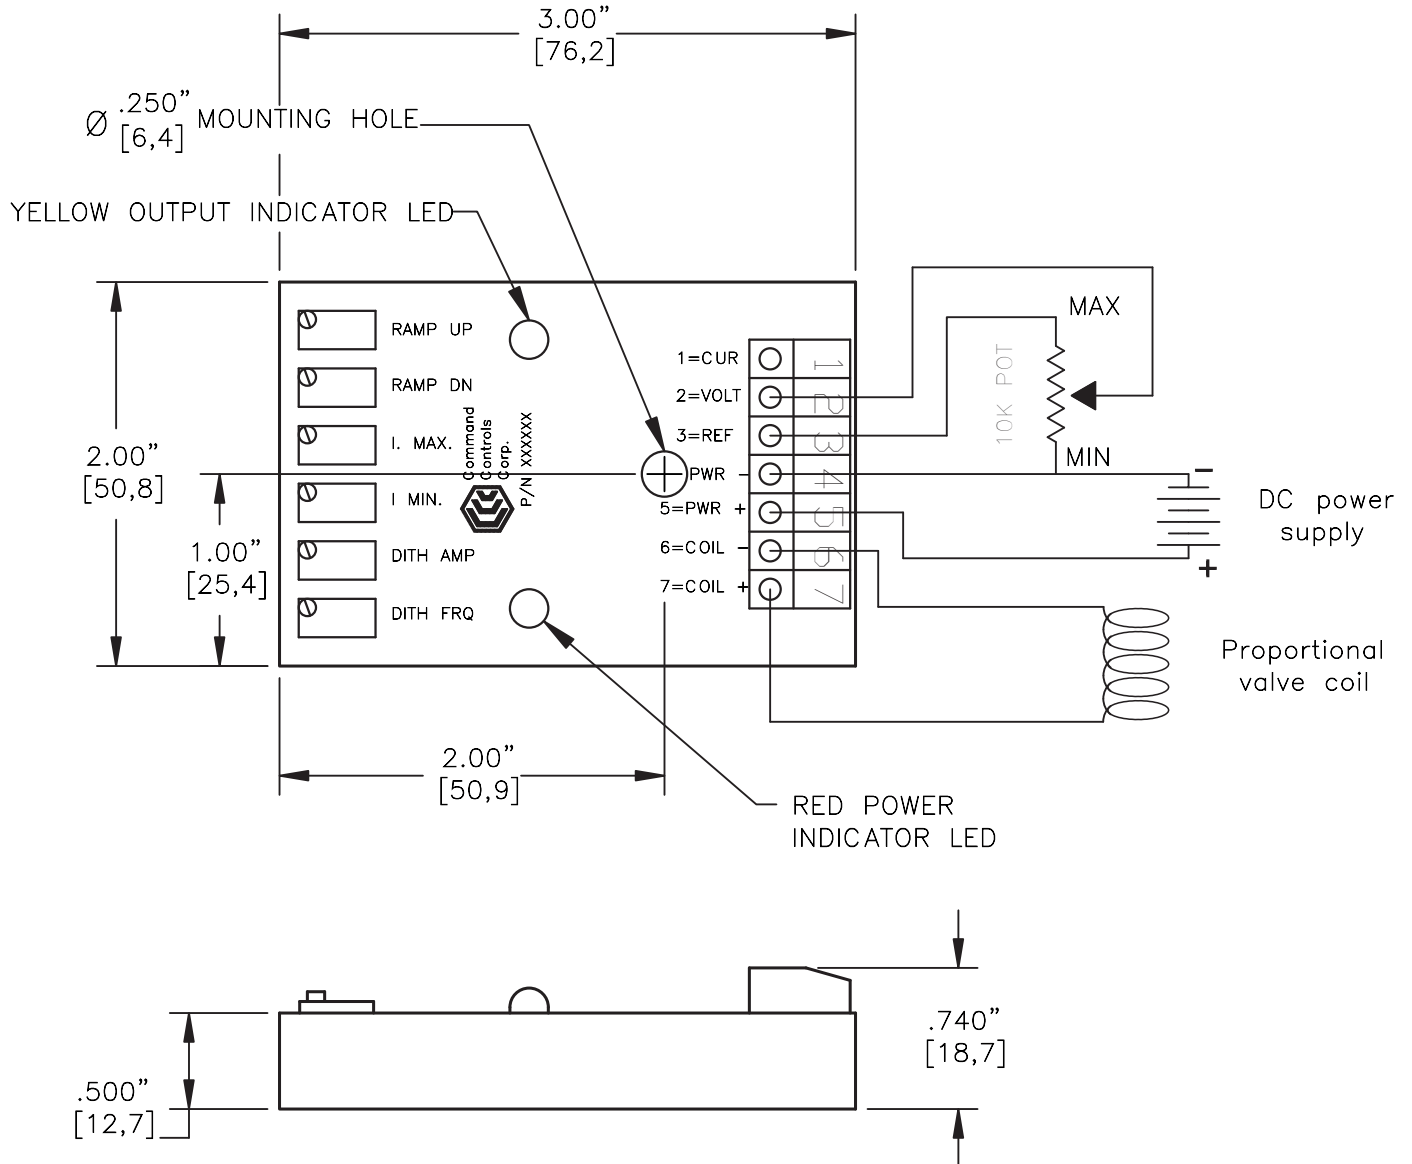 3.00"
[76,2]
Ø .250" MOUNTING HOLE
[6,4]
YELLOW OUTPUT INDICATOR LED
RAMP UP
RAMP DN
I. MAX.
I MIN.
DITH AMP
DITH FRQ
Command
Controls
Corp.
P/N XXXXXX
1=CUR
2=VOLT
3=REF
PWR -
5=PWR +
6=COIL -
7=COIL +
1
2
3
4
5
6
7
MAX
10K POT
MIN
-
DC power
supply
+
Proportional
valve coil
2.00"
[50,8]
1.00"
[25,4]
2.00"
[50,9]
RED POWER
INDICATOR LED
.500"
[12,7]
.740"
[18,7]